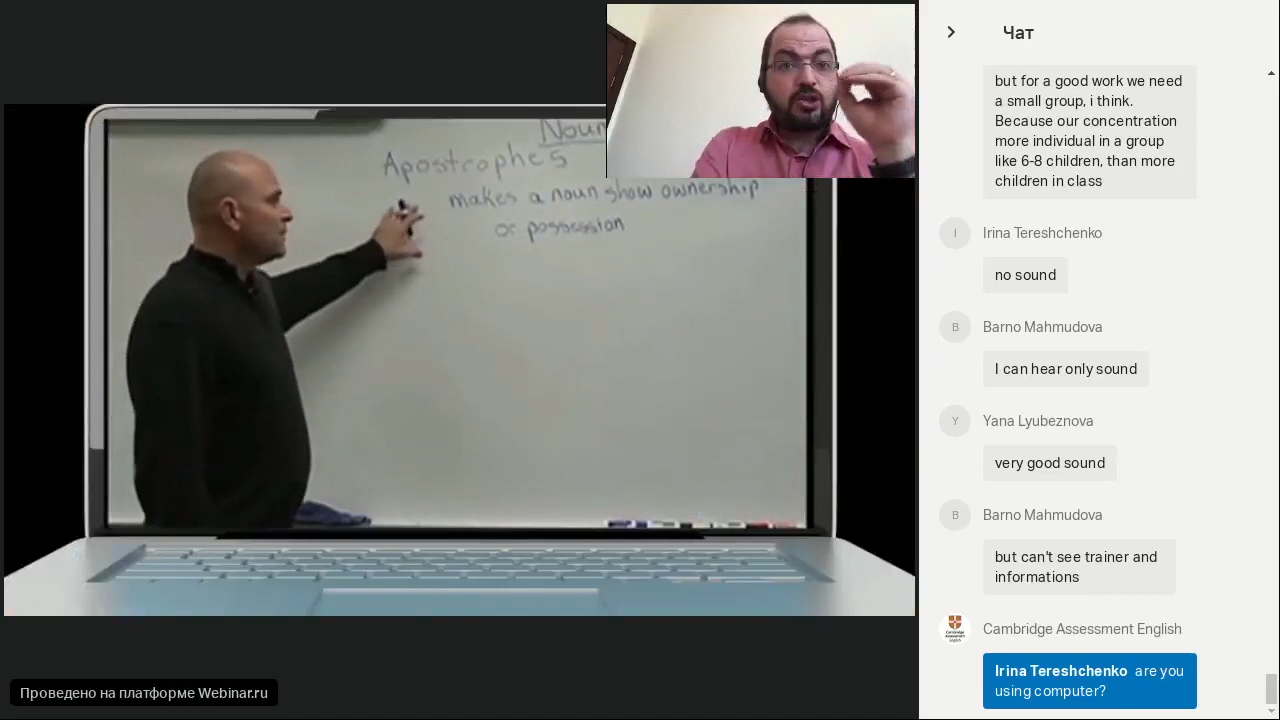 Noun
Apostrophes
makes a noun show ownership
or possession
Проведено на платформе Webinar.ru
Чат
but for a good work we need
a small group, i think.
Because our concentration
more individual in a group
like 6-8 children, than more
children in class
I
Irina Tereshchenko
no sound
B
Barno Mahmudova
I can hear only sound
Y
Yana Lyubeznova
very good sound
B
Barno Mahmudova
but can't see trainer and
informations
Cambridge Assessment English
Cambridge Assessment English
Irina Tereshchenko are you
using computer?